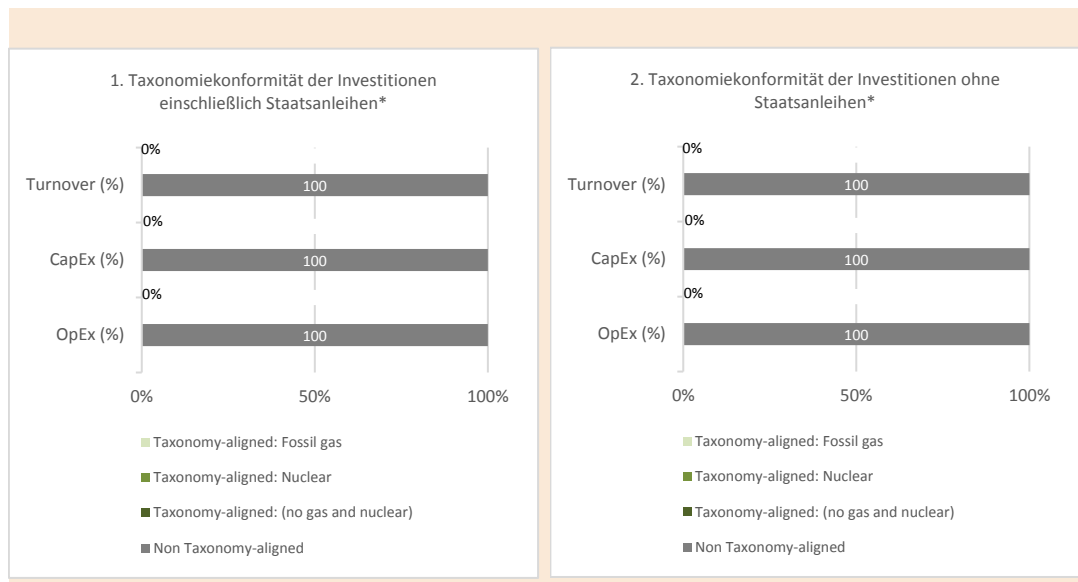 1. Taxonomiekonformität der Investitionen
einschließlich Staatsanleihen*
0%
Turnover (%)
100
0%
CapEx (%)
100
0%
OpEx (%)
100
0%
50%
100%
Taxonomy-aligned: Fossil gas
Taxonomy-aligned: Nuclear
Taxonomy-aligned: (no gas and nuclear)
Non Taxonomy-aligned
2. Taxonomiekonformität der Investitionen ohne
Staatsanleihen*
0%
Turnover (%)
100
0%
CapEx (%)
100
0%
OpEx (%)
100
0%
50%
100%
Taxonomy-aligned: Fossil gas
Taxonomy-aligned: Nuclear
Taxonomy-aligned: (no gas and nuclear)
Non Taxonomy-aligned